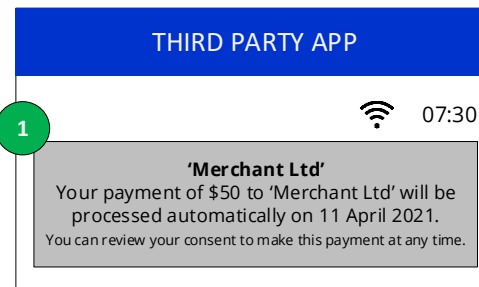 THIRD PARTY APP
07:30
1
‘Merchant Ltd’
Your payment of $50 to ‘Merchant Ltd’ will be
processed automatically on 11 April 2021.
You can review your consent to make this payment at any time.